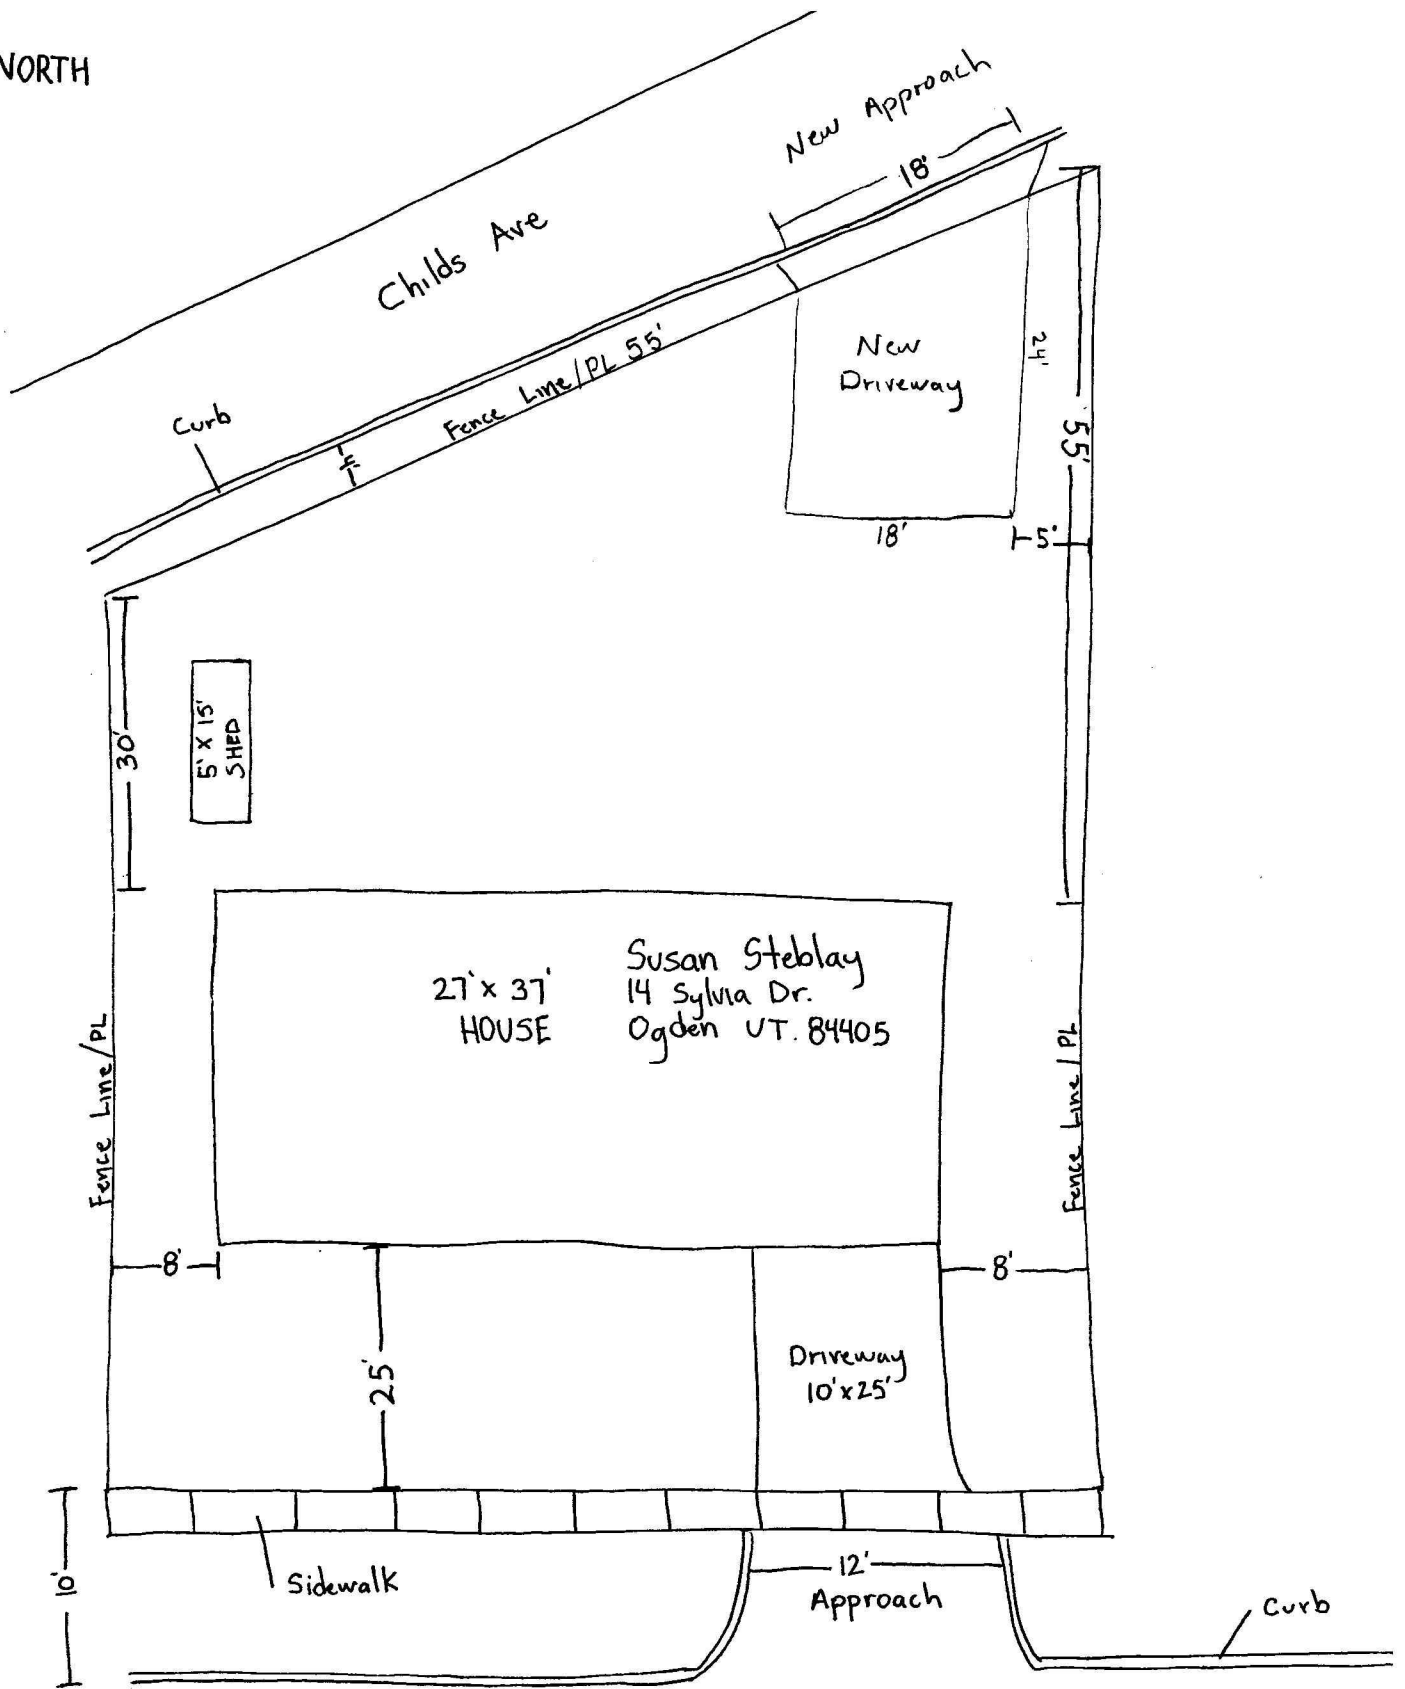 NORTH
New Approach
18'
Childs Ave
Curb
Fence Line/PL 55'
4'
New
Driveway
24'
55'
18'
5'
30'
5' x 15'
SHED
27' x 37'
HOUSE
Susan Steblay
14 Sylvia Dr.
Ogden UT. 84405
Fence Line/PL
Fence Line/PL
8'
8'
25'
Driveway
10'x25'
10'
Sidewalk
12'
Approach
Curb